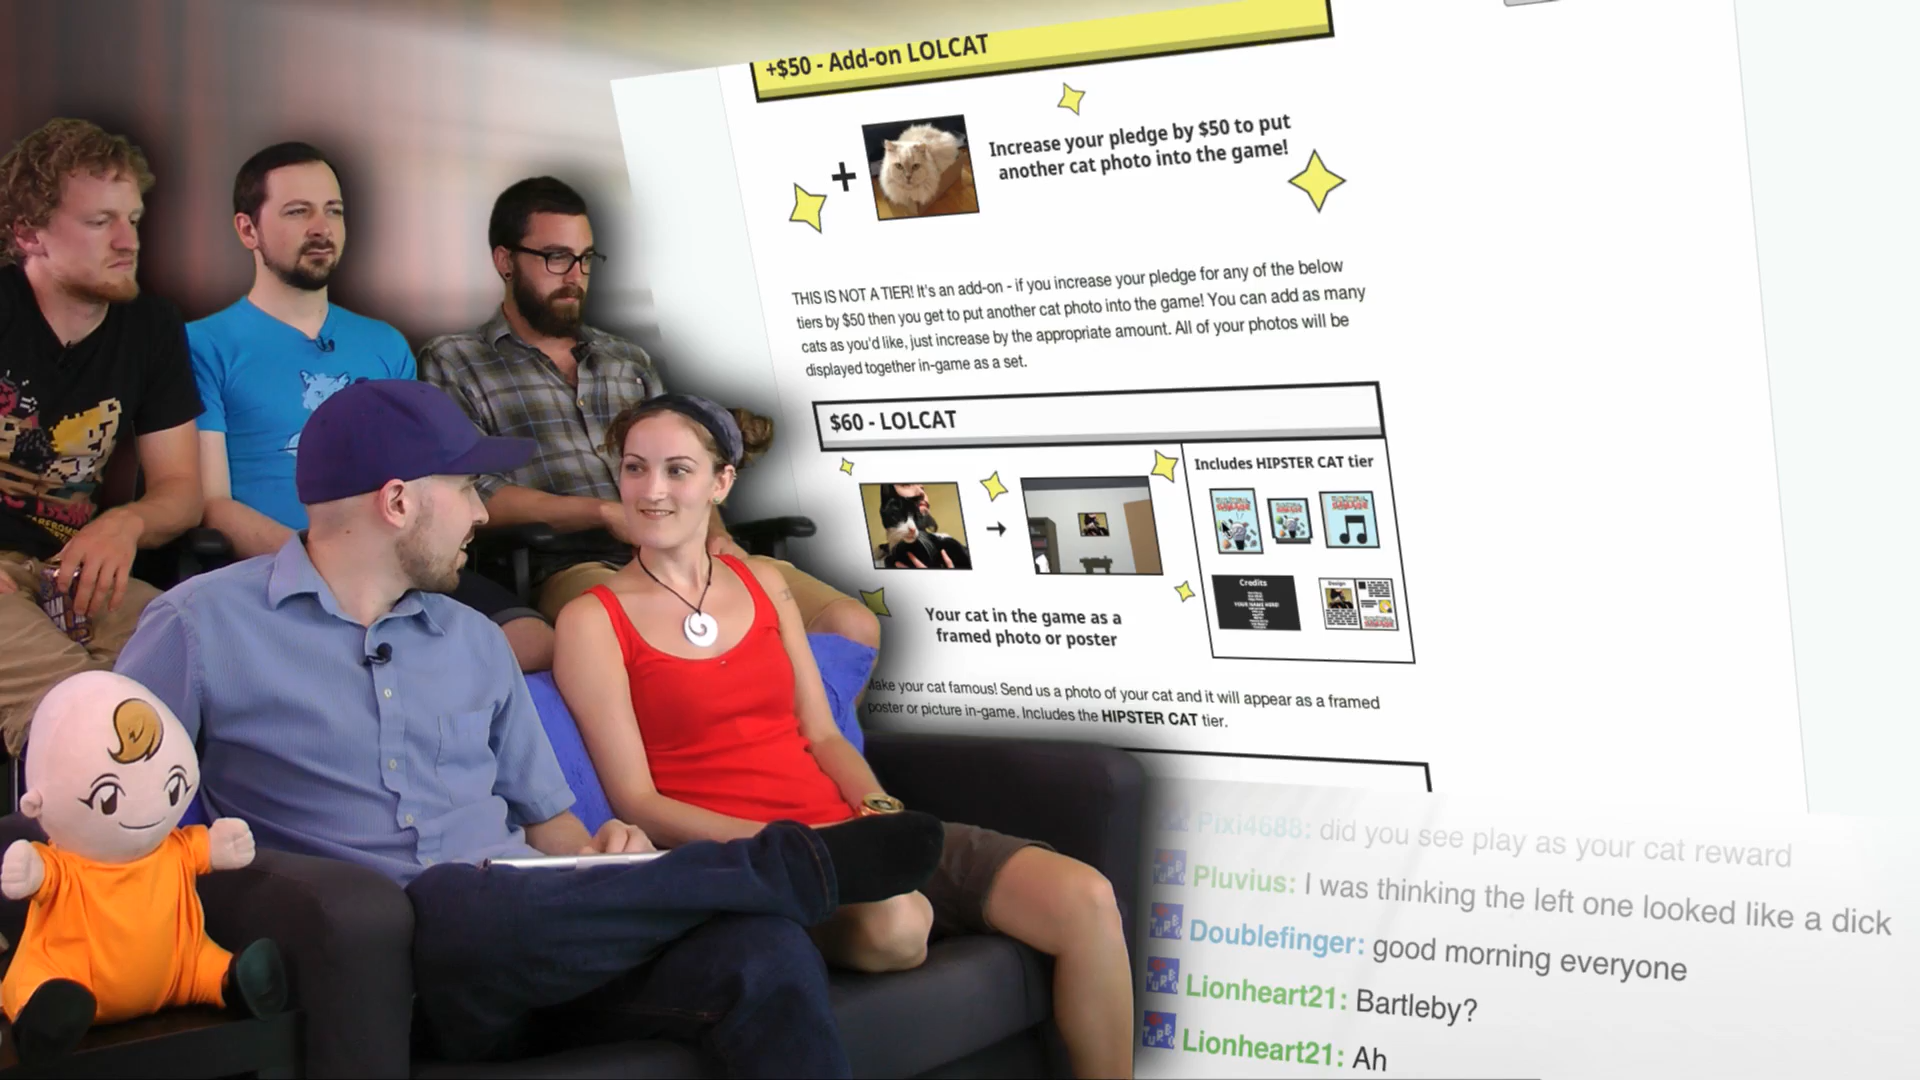 +$50 - Add-on LOLCAT
+
Increase your pledge by $50 to put
another cat photo into the game!
THIS IS NOT A TIER! It's an add-on - if you increase your pledge for any of the below
tiers by $50 then you get to put another cat photo into the game! You can add as many
cats as you'd like, just increase by the appropriate amount. All of your photos will be
displayed together in-game as a set.
$60 - LOLCAT
Includes HIPSTER CAT tier
Credits
YOUR NAME HERE!
Design
Your cat in the game as a
framed photo or poster
Make your cat famous! Send us a photo of your cat and it will appear as a framed
poster or picture in-game. Includes the HIPSTER CAT tier.
Pixi4688: did you see play as your cat reward
Pluvius: I was thinking the left one looked like a dick
Doublefinger: good morning everyone
Lionheart21: Bartleby?
Lionheart21: Ah